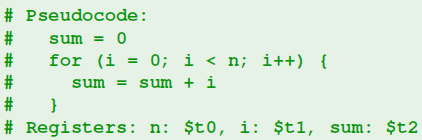 # Pseudocode:
#   sum = 0
#   for (i = 0; i < n; i++) {
#     sum = sum + i
#   }
# Registers: n: $t0, i: $t1, sum: $t2